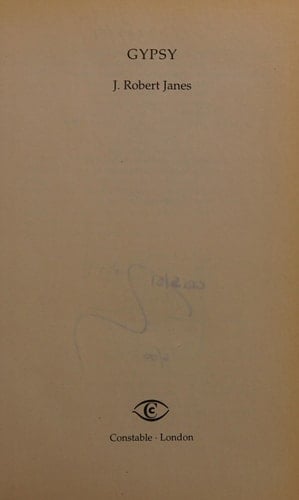 GYPSY
J. Robert Janes
Constable · London